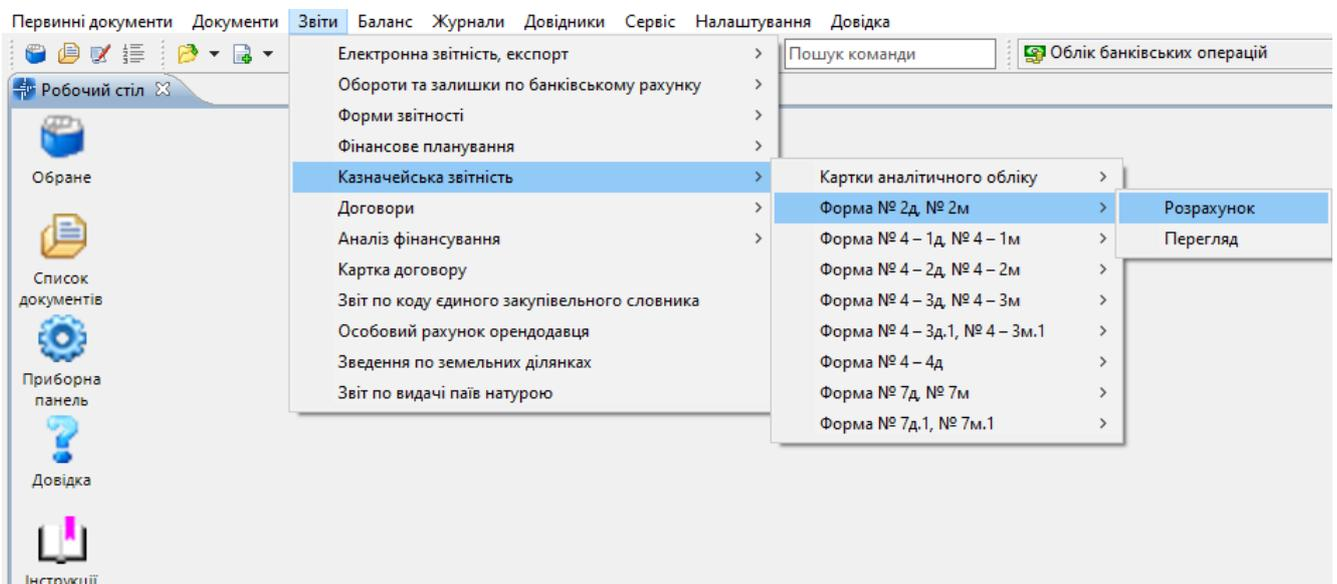 Первинні документи Документи Звіти Баланс Журнали Довідники Сервіс Налаштування Довідка
Пошук команди Облік банківських операцій
Робочий стіл
Обране
Список
документів
Приборна
панель
Довідка
Інструкції
Електронна звітність, експорт
Обороти та залишки по банківському рахунку
Форми звітності
Фінансове планування
Казначейська звітність
Договори
Аналіз фінансування
Картка договору
Звіт по коду єдиного закупівельного словника
Особовий рахунок орендодавця
Зведення по земельних ділянках
Звіт по видачі паїв натурою
Картки аналітичного обліку
Форма № 2д, № 2м
Форма № 4 – 1д, № 4 – 1м
Форма № 4 – 2д, № 4 – 2м
Форма № 4 – 3д, № 4 – 3м
Форма № 4 – 3д.1, № 4 – 3м.1
Форма № 4 – 4д
Форма № 7д, № 7м
Форма № 7д.1, № 7м.1
Розрахунок
Перегляд